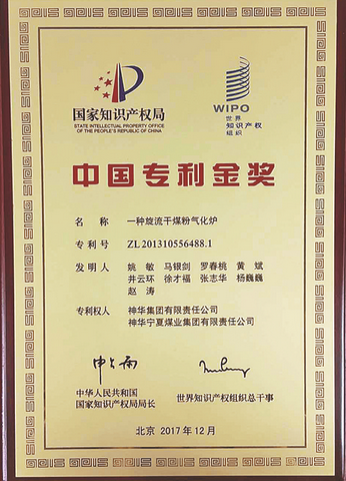 国家知识产权局
STATE INTELLECTUAL PROPERTY OFFICE
OF THE PEOPLE'S REPUBLIC OF CHINA
WIPO
世界
知识产权
组织
中国专利金奖
名称 一种旋流干煤粉气化炉
专利号 ZL 201310556488.1
发明人 姚敏 马银剑 罗春桃 黄斌
井云环 徐才福 张志华 杨巍巍
赵涛
专利权人 神华集团有限责任公司
神华宁夏煤业集团有限责任公司
中华人民共和国
国家知识产权局局长
世界知识产权组织总干事
北京 2017年12月